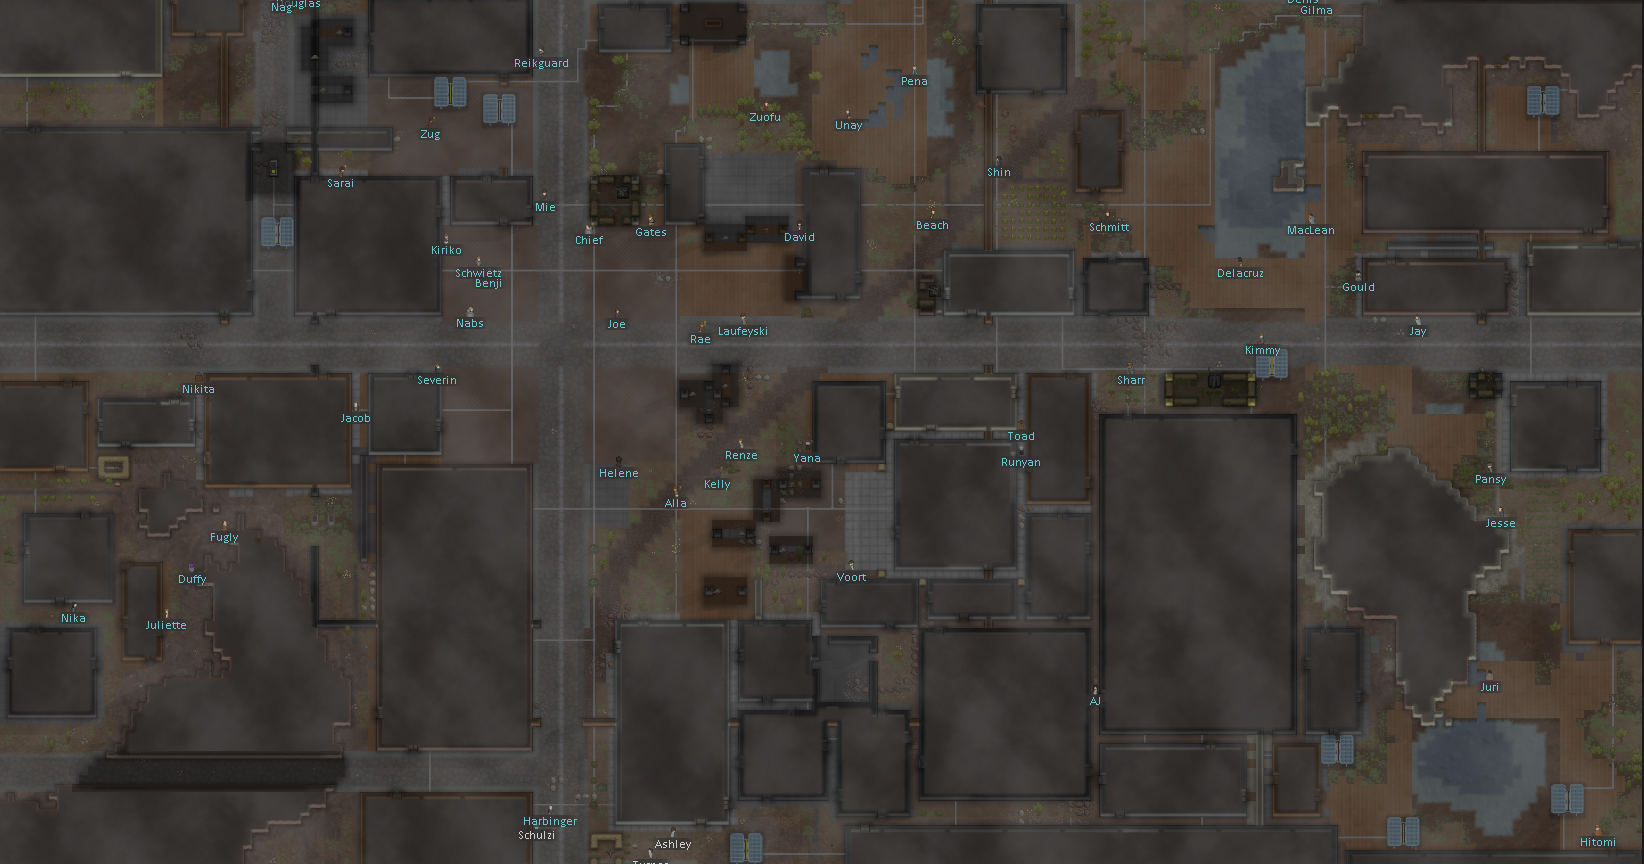 Nag
uglas
Gilma
Reikguard
Pena
Zuofu
Unay
Zug
Shin
Sarai
Mie
Beach
Schmitt
MacLean
Gates
David
Chief
Kiriko
Schwietz
Benji
Delacruz
Gould
Nabs
Joe
Laufeyski
Rae
Jay
Kimmy
Severin
Sharr
Nikita
Jacob
Toad
Renze
Yana
Runyan
Helene
Kelly
Pansy
Alla
Jesse
Fugly
Duffy
Voort
Nika
Juliette
Juri
AJ
Harbinger
Schulzi
Ashley
Hitomi